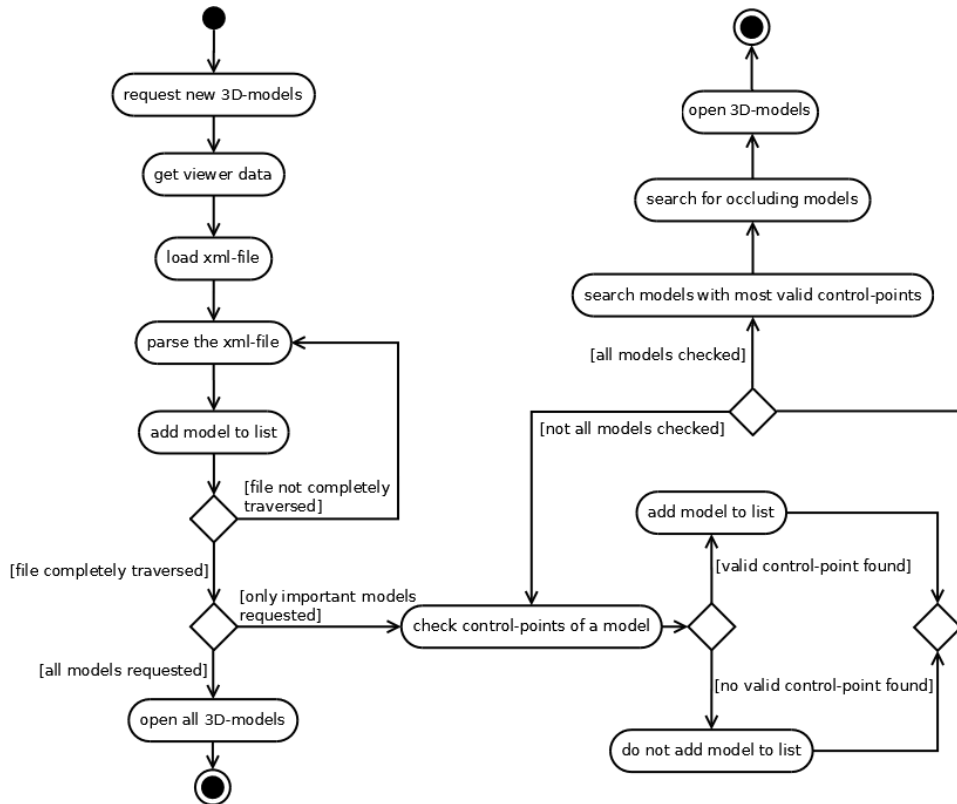 request new 3D-models
get viewer data
load xml-file
parse the xml-file
add model to list
[file not completely
traversed]
[file completely traversed]
[only important models
requested]
[all models requested]
open all 3D-models
check control-points of a model
[valid control-point found]
add model to list
[no valid control-point found]
do not add model to list
[not all models checked]
[all models checked]
search models with most valid control-points
search for occluding models
open 3D-models